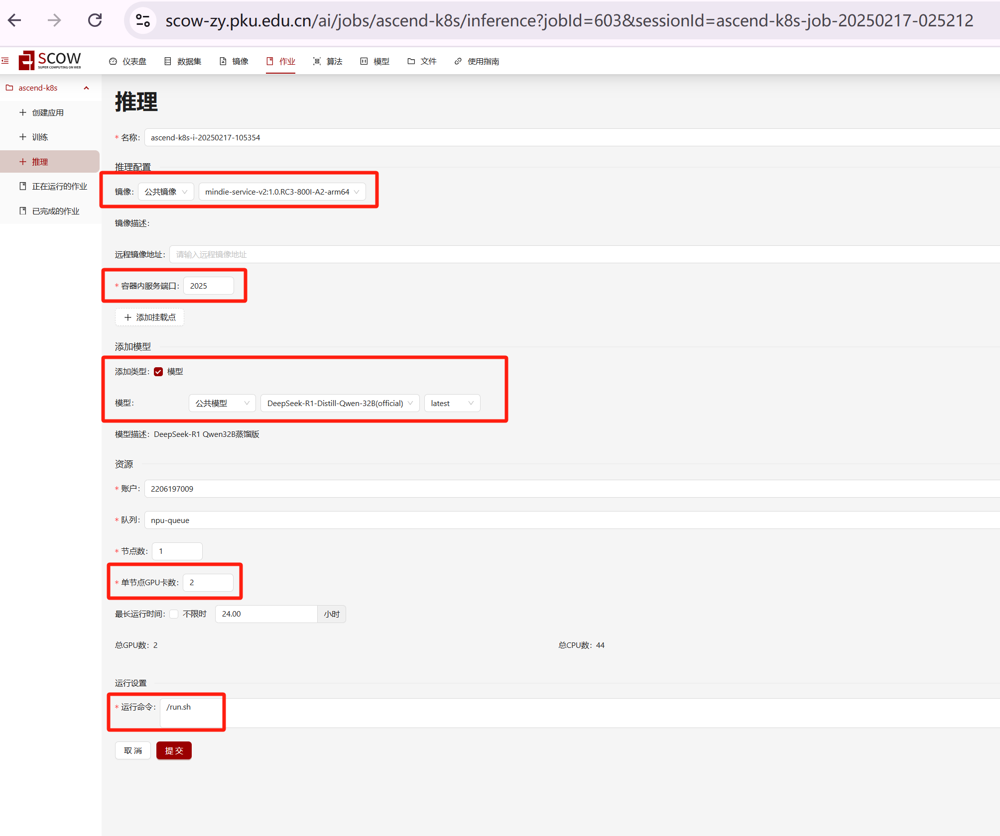 scow-zy.pku.edu.cn/ai/jobs/ascend-k8s/inference?jobId=603&sessionId=ascend-k8s-job-20250217-025212
SCOW
SUPER COMPUTING ON WEB
仪表盘
数据集
镜像
作业
算法
模型
文件
使用指南
ascend-k8s
创建应用
训练
推理
正在运行的作业
已完成的作业
推理
* 名称: ascend-k8s-i-20250217-105354
推理配置
镜像: 公共镜像 mindie-service-v2:1.0.RC3-800I-A2-arm64
镜像描述:
远程镜像地址: 请输入远程镜像地址
* 容器内服务端口: 2025
添加挂载点
添加模型
添加类型: 模型
模型: 公共模型 DeepSeek-R1-Distill-Qwen-32B(official) latest
模型描述: DeepSeek-R1 Qwen32B蒸馏版
资源
* 账户: 2206197009
* 队列: npu-queue
* 节点数: 1
* 单节点GPU卡数: 2
最长运行时间: 不限时 24.00 小时
总GPU数: 2 总CPU数: 44
运行设置
* 运行命令: /run.sh
取 消 提 交